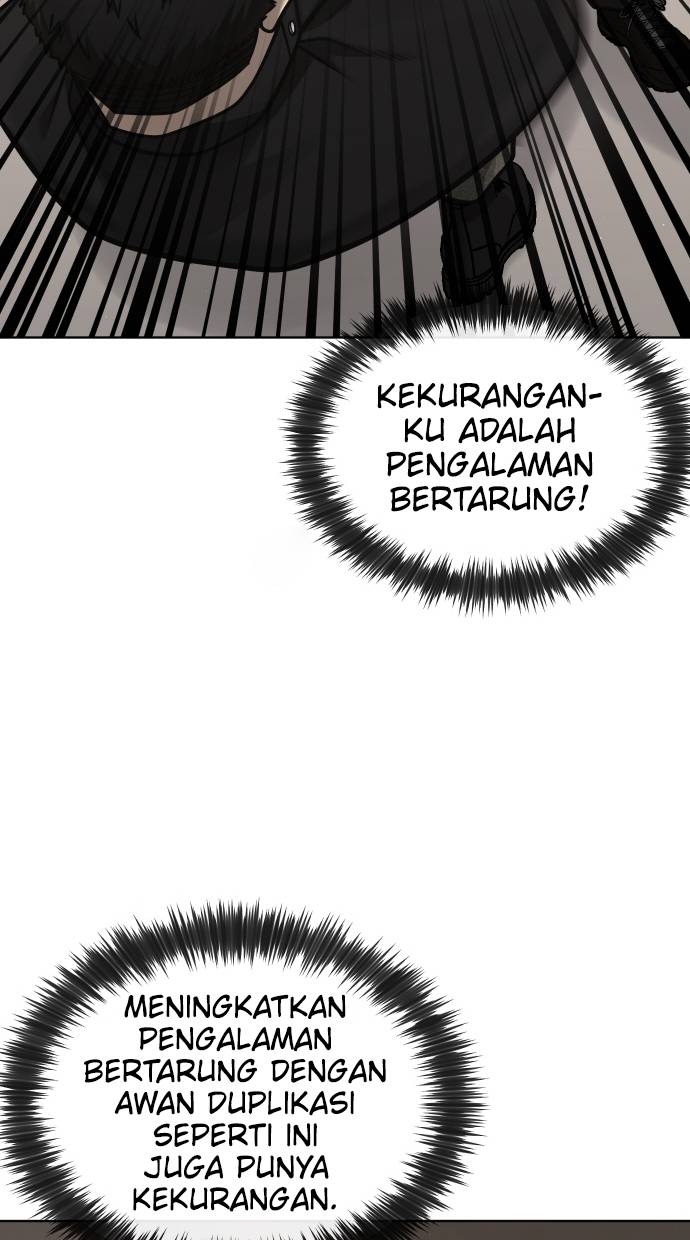 KEKURANGAN-
KU ADALAH
PENGALAMAN
BERTARUNG!
MENINGKATKAN
PENGALAMAN
BERTARUNG DENGAN
AWAN DUPLIKASI
SEPERTI INI
JUGA PUNYA
KEKURANGAN.